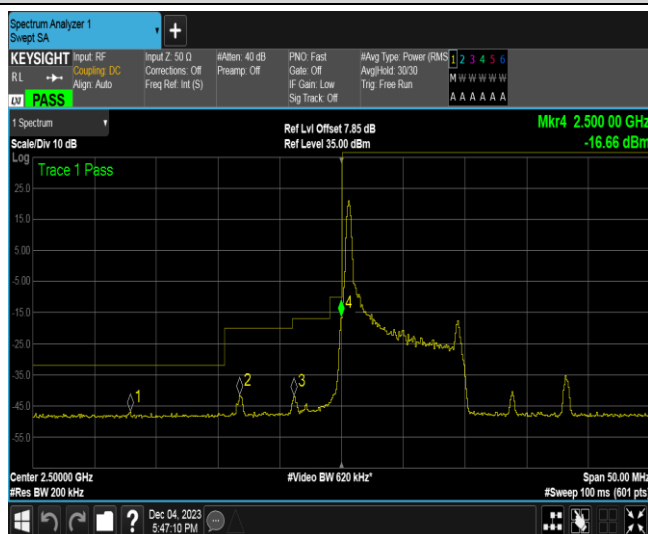 Spectrum Analyzer 1
Swept SA
KEYSIGHT
RL
LXI PASS
Input: RF
Coupling: DC
Align: Auto
Input Z: 50 Ω
Corrections: Off
Freq Ref: Int (S)
#Atten: 40 dB
Preamp: Off
PNO: Fast
Gate: Off
IF Gain: Low
Sig Track: Off
#Avg Type: Power (RMS
Avg|Hold: 30/30
Trig: Free Run
1 2 3 4 5 6
M W W W W W
A A A A A A
1 Spectrum
Scale/Div 10 dB
Ref Lvl Offset 7.85 dB
Ref Level 35.00 dBm
Mkr4 2.500 00 GHz
-16.66 dBm
Log
Trace 1 Pass
25.0
15.0
5.00
-5.00
-15.0
-25.0
-35.0
-45.0
-55.0
1
2
3
4
Center 2.50000 GHz
#Res BW 200 kHz
#Video BW 620 kHz*
Span 50.00 MHz
#Sweep 100 ms (601 pts)
?
Dec 04, 2023
5:47:10 PM